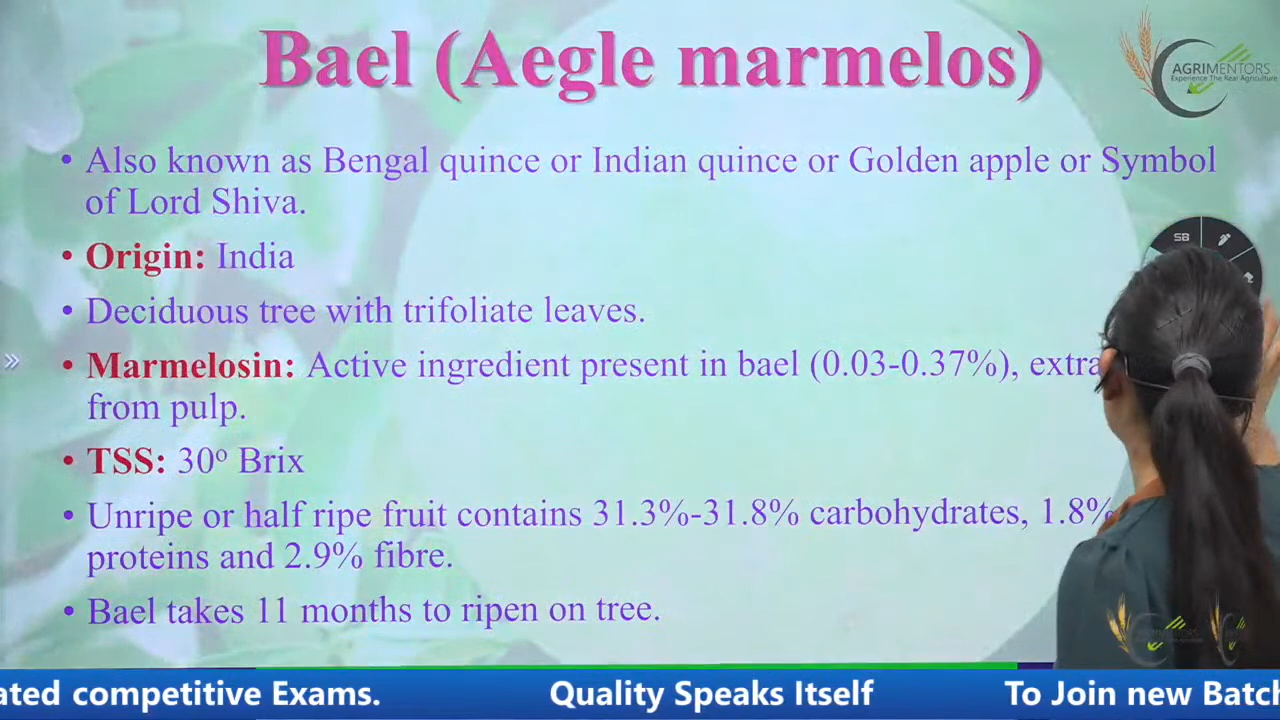 Bael (Aegle marmelos)
AGRIMENTORS
Experience The Real Agriculture
• Also known as Bengal quince or Indian quince or Golden apple or Symbol
of Lord Shiva.
SB
• Origin: India
• Deciduous tree with trifoliate leaves.
»
• Marmelosin: Active ingredient present in bael (0.03-0.37%), extra
from pulp.
• TSS: 30° Brix
• Unripe or half ripe fruit contains 31.3%-31.8% carbohydrates, 1.8%
proteins and 2.9% fibre.
• Bael takes 11 months to ripen on tree.
AGRIMENTORS
ated competitive Exams. Quality Speaks Itself To Join new Batch